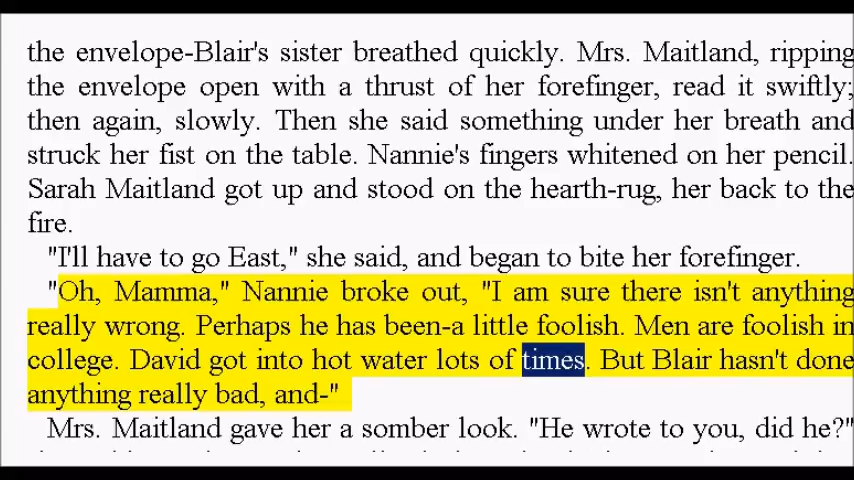 the envelope-Blair's sister breathed quickly. Mrs. Maitland, ripping
the envelope open with a thrust of her forefinger, read it swiftly;
then again, slowly. Then she said something under her breath and
struck her fist on the table. Nannie's fingers whitened on her pencil.
Sarah Maitland got up and stood on the hearth-rug, her back to the
fire.
"I'll have to go East," she said, and began to bite her forefinger.
"Oh, Mamma," Nannie broke out, "I am sure there isn't anything
really wrong. Perhaps he has been-a little foolish. Men are foolish in
college. David got into hot water lots of times. But Blair hasn't done
anything really bad, and-"
Mrs. Maitland gave her a somber look. "He wrote to you, did he?"